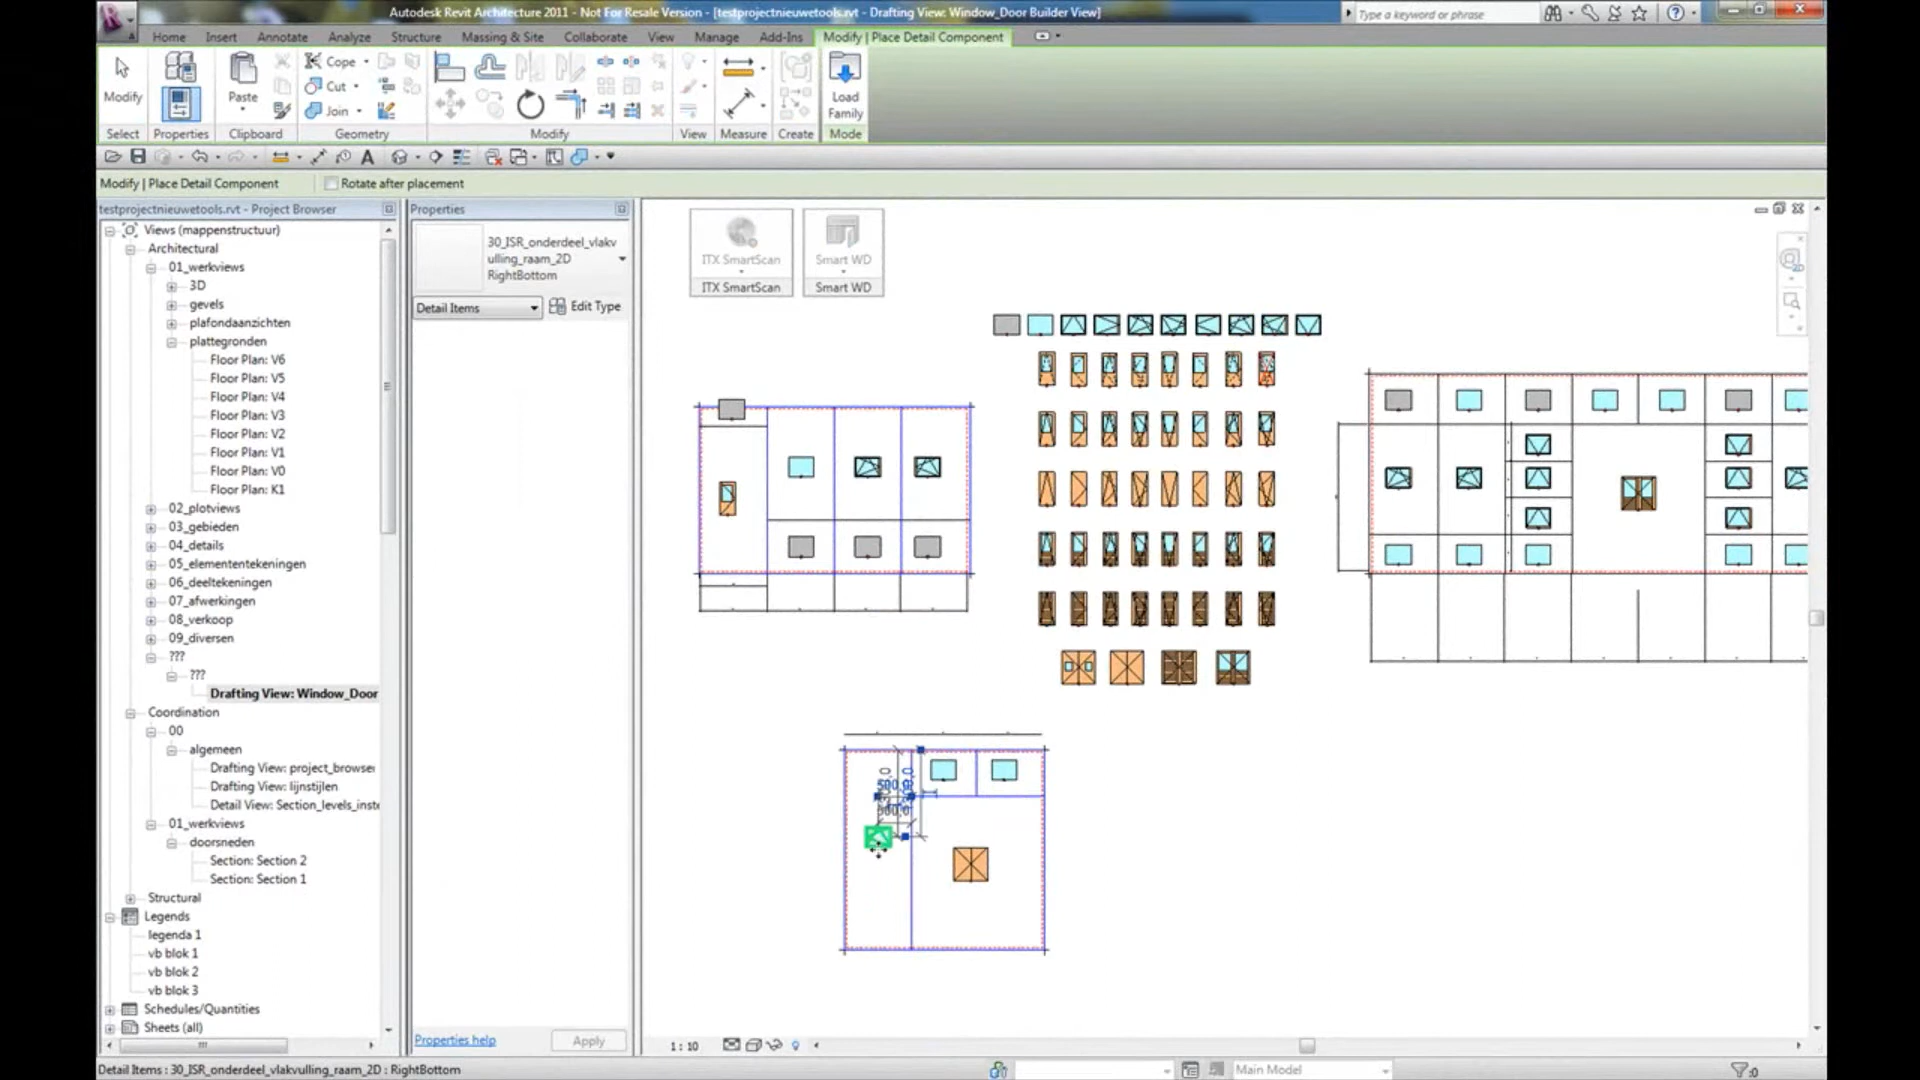 Autodesk Revit Architecture 2011 - Not For Resale Version - [testprojectnieuwetools.rvt - Drafting View: Window_Door Builder View]
Type a keyword or phrase
Home Insert Annotate Analyze Structure Massing & Site Collaborate View Manage Add-Ins Modify | Place Detail Component
Modify
Paste
Cope
Cut
Join
Load
Family
Select Properties Clipboard Geometry Modify View Measure Create Mode
Modify | Place Detail Component Rotate after placement
testprojectnieuwetools.rvt - Project Browser
Views (mappenstructuur)
Architectural
01_werkviews
3D
gevels
plafondaanzichten
plattegronden
Floor Plan: V6
Floor Plan: V5
Floor Plan: V4
Floor Plan: V3
Floor Plan: V2
Floor Plan: V1
Floor Plan: V0
Floor Plan: K1
02_plotviews
03_gebieden
04_details
05_elemententekeningen
06_deeltekeningen
07_afwerkingen
08_verkoop
09_diversen
???
???
Drafting View: Window_Door
Coordination
00
algemeen
Drafting View: project_browser
Drafting View: lijnstijlen
Detail View: Section_levels_inste
01_werkviews
doorsneden
Section: Section 2
Section: Section 1
Structural
Legends
legenda 1
vb blok 1
vb blok 2
vb blok 3
Schedules/Quantities
Sheets (all)
Properties
30_ISR_onderdeel_vlakv
ulling_raam_2D
RightBottom
Detail Items
Edit Type
Properties help
Apply
ITX SmartScan
ITX SmartScan
Smart WD
Smart WD
2D
1 : 10
Detail Items : 30_ISR_onderdeel_vlakvulling_raam_2D : RightBottom
Main Model
:0